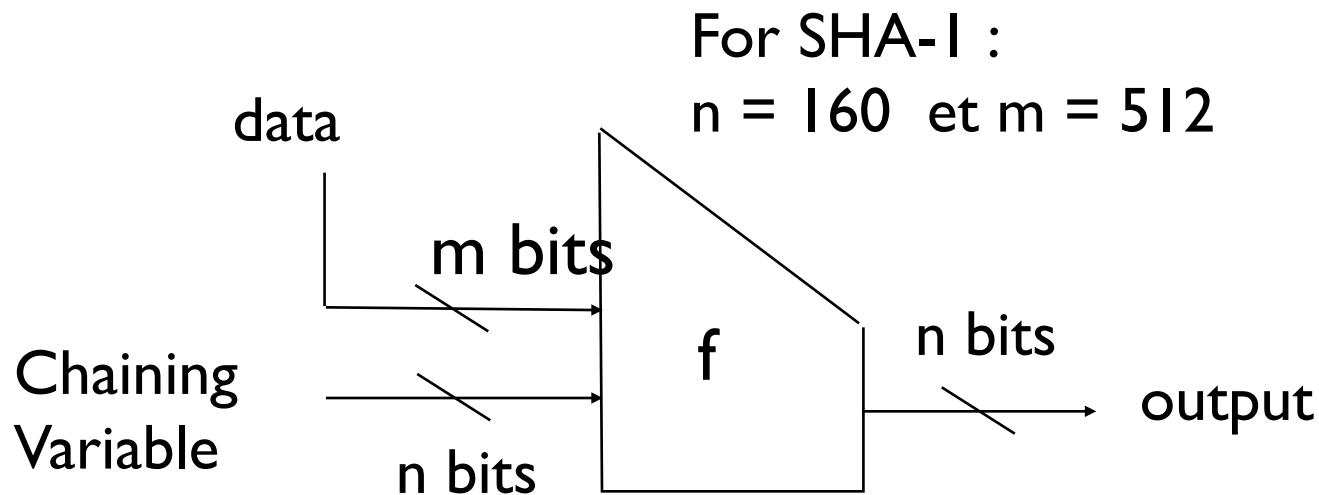 For SHA-1 :
n = 160 et m = 512
data
m bits
f
n bits
Chaining
Variable
output
n bits